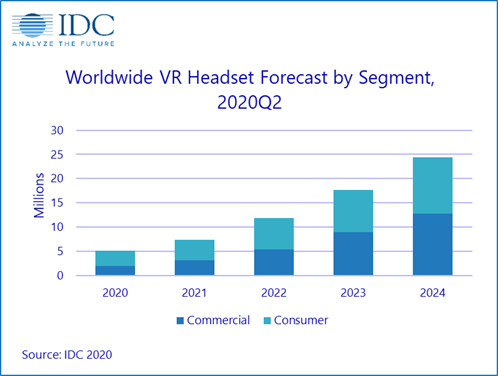 IDC
ANALYZE THE FUTURE
Worldwide VR Headset Forecast by Segment,
2020Q2
30
25
20
15
10
5
0
Millions
2020 2021 2022 2023 2024
Commercial Consumer
Source: IDC 2020